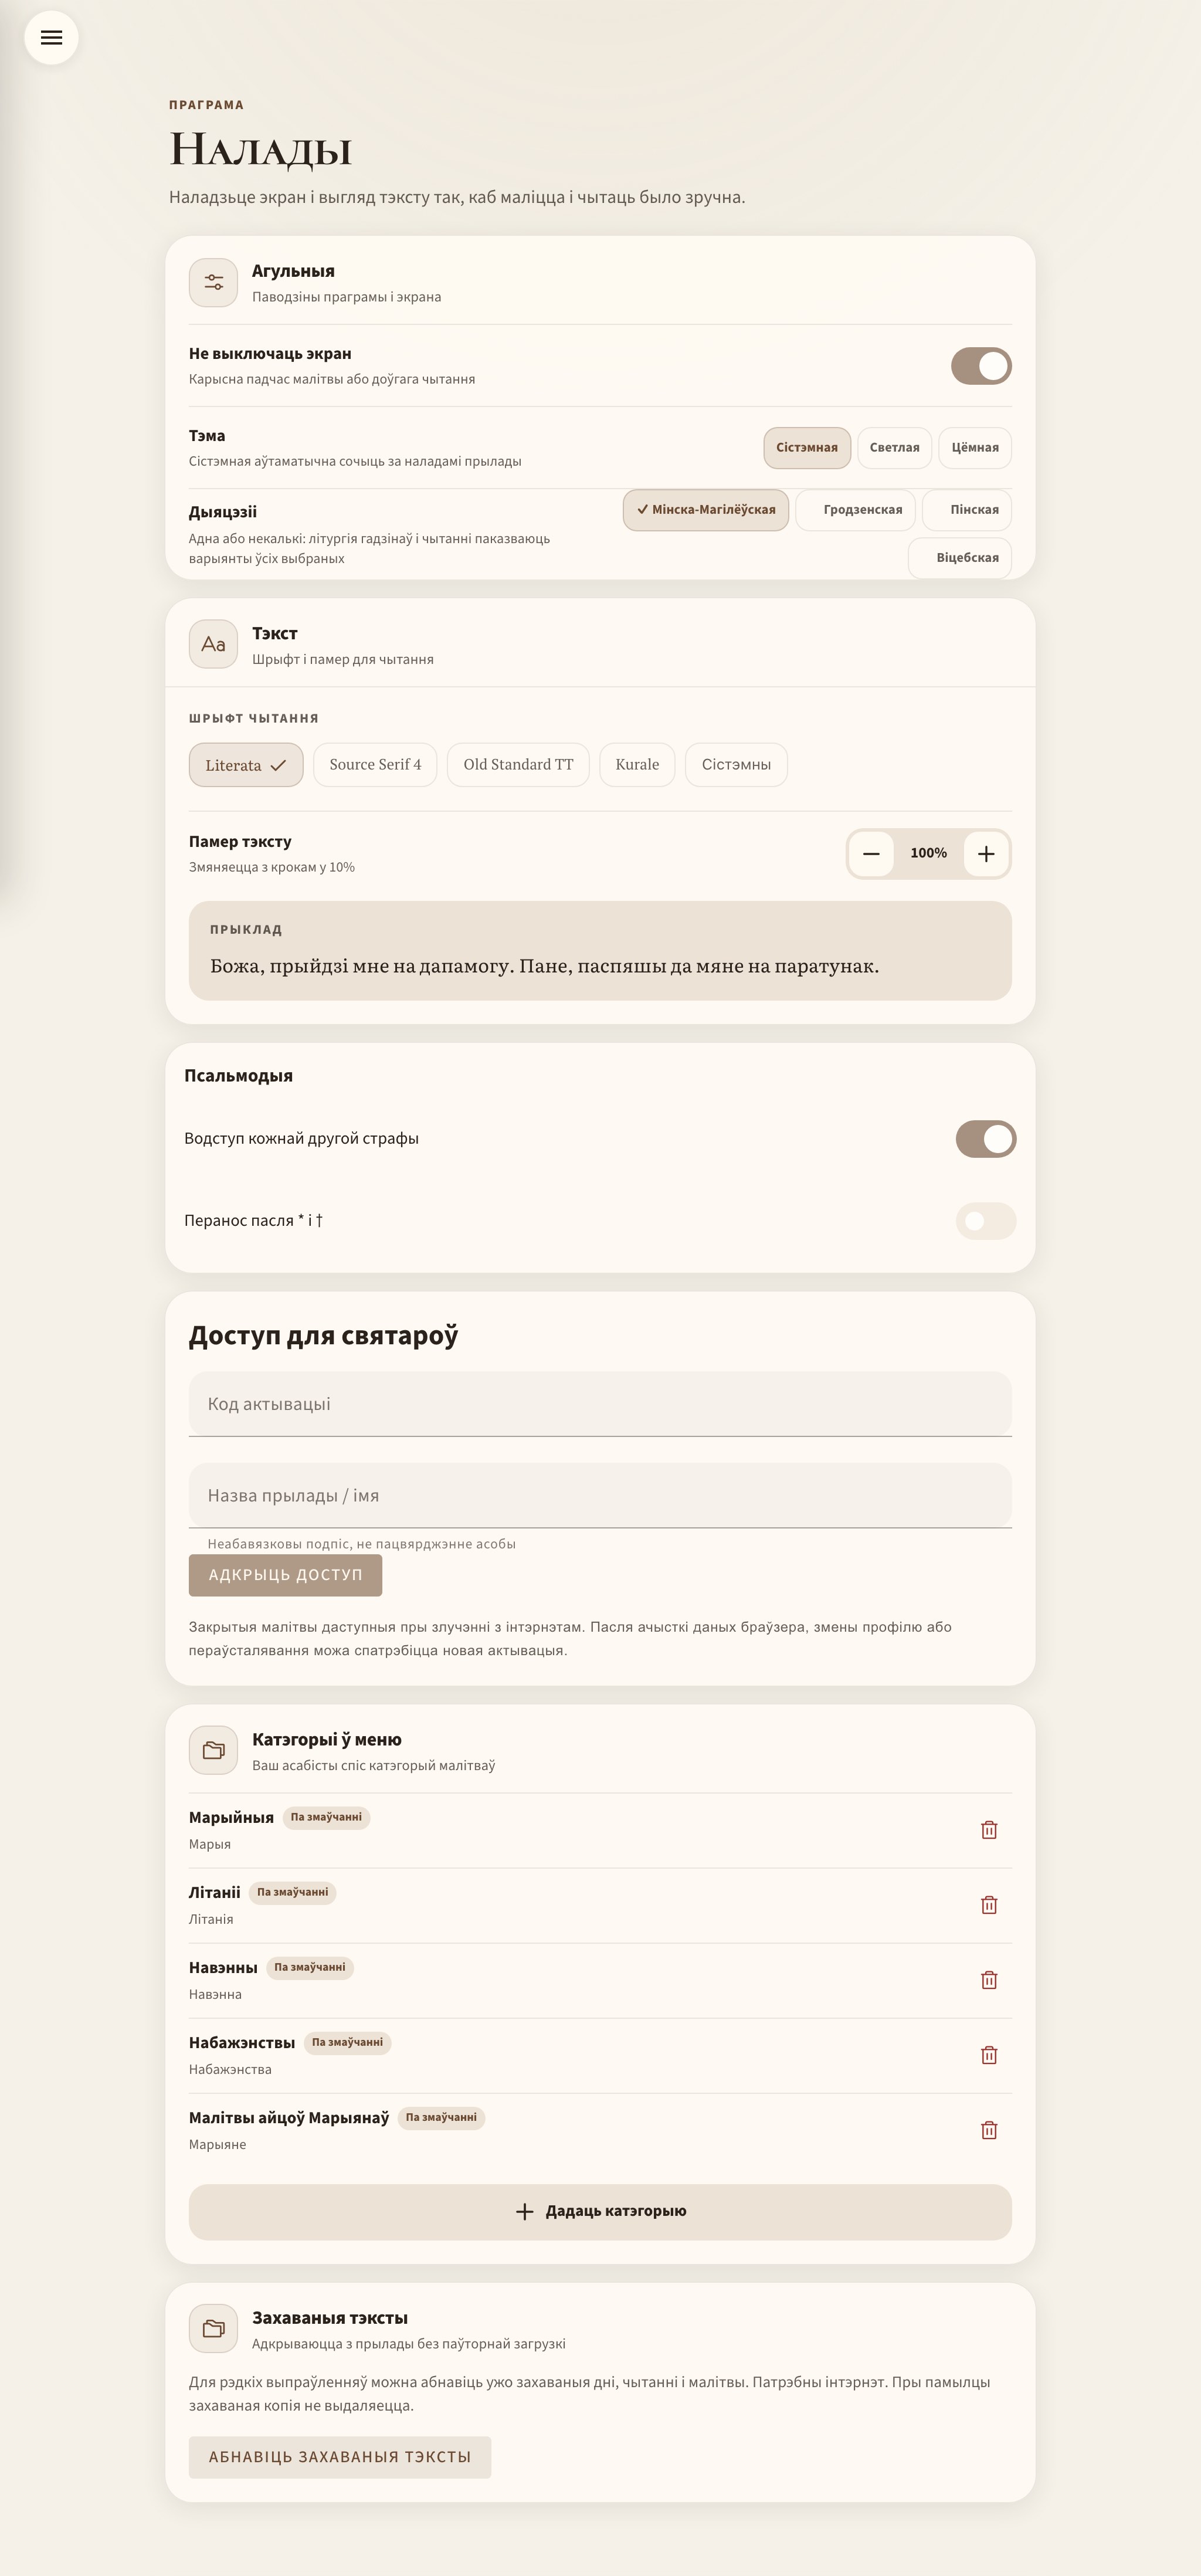 ПРАГРАМА
Налады
Наладзьце экран і выгляд тэксту так, каб маліцца і чытаць было зручна.
Агульныя
Паводзіны праграмы і экрана
Не выключаць экран
Карысна падчас малітвы або доўгага чытання
Тэма
Сістэмная аўтаматычна сочыць за наладамі прылады
Сістэмная
Светлая
Цёмная
Дыяцэзіі
Адна або некалькі: літургія гадзінаў і чытанні паказваюць
варыянты ўсіх выбраных
✓ Мінска-Магілёўская
Гродзенская
Пінская
Віцебская
Aa
Тэкст
Шрыфт і памер для чытання
ШРЫФТ ЧЫТАННЯ
Literata
Source Serif 4
Old Standard TT
Kurale
Сістэмны
Памер тэксту
Змяняецца з крокам у 10%
100%
ПРЫКЛАД
Божа, прыйдзі мне на дапамогу. Пане, паспяшы да мяне на паратунак.
Псальмодыя
Водступ кожнай другой страфы
Перанос пасля * і †
Доступ для святароў
Код актывацыі
Назва прылады / імя
Неабавязковы подпіс, не пацвярджэнне асобы
АДКРЫЦЬ ДОСТУП
Закрытыя малітвы даступныя пры злучэнні з інтэрнэтам. Пасля ачысткі даных браўзера, змены профілю або
пераўсталявання можа спатрэбіцца новая актывацыя.
Катэгорыі ў меню
Ваш асабісты спіс катэгорый малітваў
Марыйныя Па змаўчанні
Марыя
Літаніі Па змаўчанні
Літанія
Навэнны Па змаўчанні
Навэнна
Набажэнствы Па змаўчанні
Набажэнства
Малітвы айцоў Марыянаў Па змаўчанні
Марыяне
Дадаць катэгорыю
Захаваныя тэксты
Адкрываюцца з прылады без паўторнай загрузкі
Для рэдкіх выпраўленняў можна абнавіць ужо захаваныя дні, чытанні і малітвы. Патрэбны інтэрнэт. Пры памылцы
захаваная копія не выдаляецца.
АБНАВІЦЬ ЗАХАВАНЫЯ ТЭКСТЫ